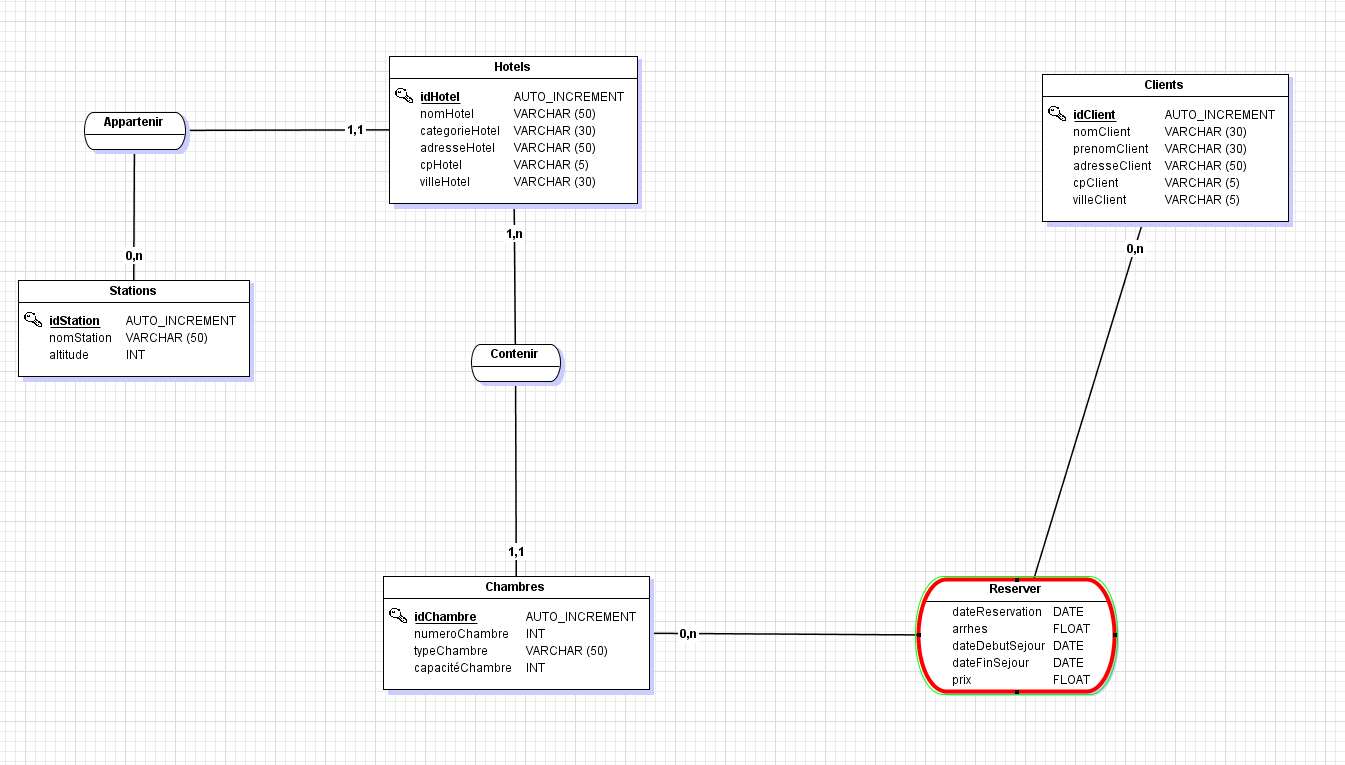 Hotels
idHotel AUTO_INCREMENT
nomHotel VARCHAR (50)
categorieHotel VARCHAR (30)
adresseHotel VARCHAR (50)
cpHotel VARCHAR (5)
villeHotel VARCHAR (30)
Clients
idClient AUTO_INCREMENT
nomClient VARCHAR (30)
prenomClient VARCHAR (30)
adresseClient VARCHAR (50)
cpClient VARCHAR (5)
villeClient VARCHAR (5)
Appartenir
1,1
1,n
0,n
0,n
Stations
idStation AUTO_INCREMENT
nomStation VARCHAR (50)
altitude INT
Contenir
1,1
Chambres
idChambre AUTO_INCREMENT
numeroChambre INT
typeChambre VARCHAR (50)
capacitéChambre INT
0,n
Reserver
dateReservation DATE
arrhes FLOAT
dateDebutSejour DATE
dateFinSejour DATE
prix FLOAT